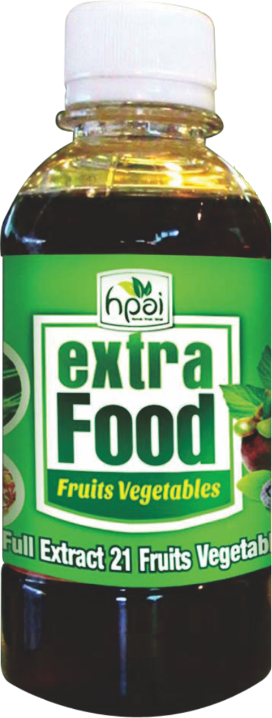 hpai
extra
Food
Fruits Vegetables
Full Extract 21 Fruits Vegetab